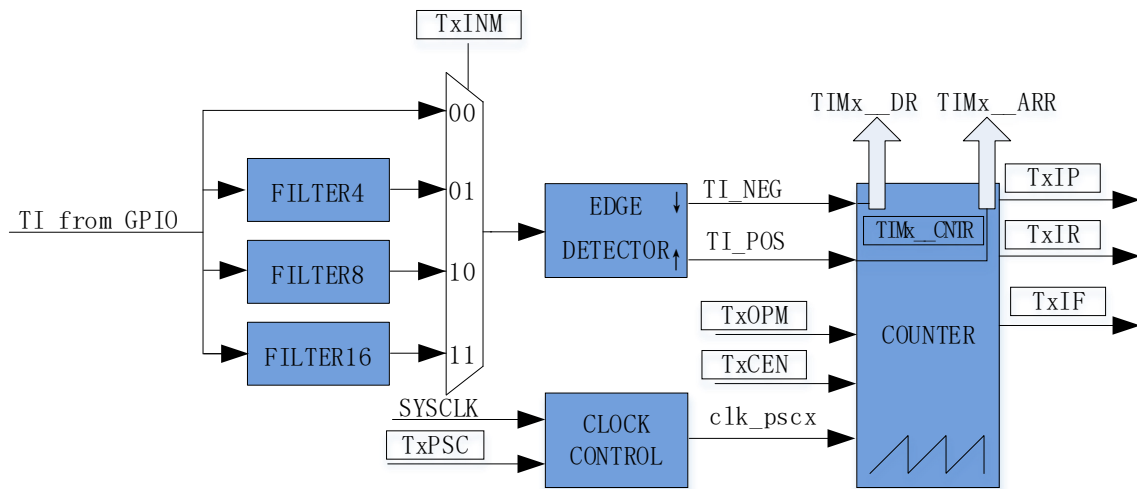 TxINM
TIMx__DR
TIMx__ARR
00
FILTER4
01
TI from GPIO
EDGE
DETECTOR
TI_NEG
TI_POS
TIMx__CNTR
TxIP
TxIR
TxIF
FILTER8
10
FILTER16
11
TxOPM
TxCEN
COUNTER
SYSCLK
TxPSC
CLOCK
CONTROL
clk_pscx